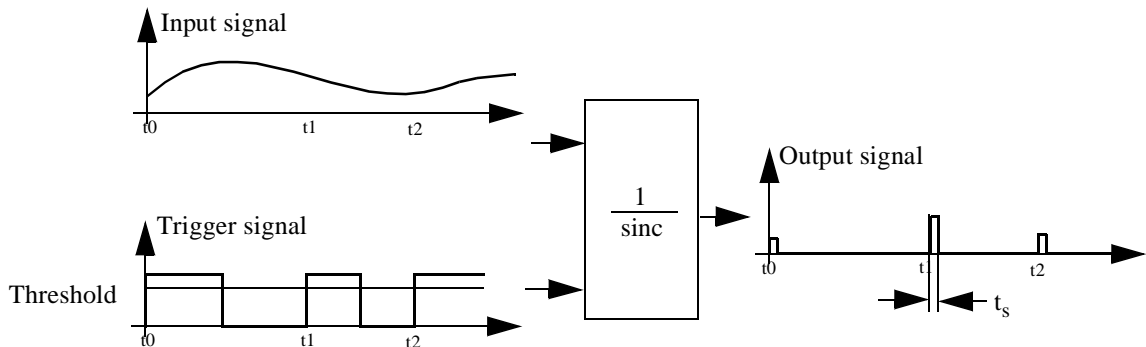 Input signal
t0
t1
t2
Trigger signal
Threshold
t0
t1
t2
1
sinc
Output signal
t0
t1
t2
ts